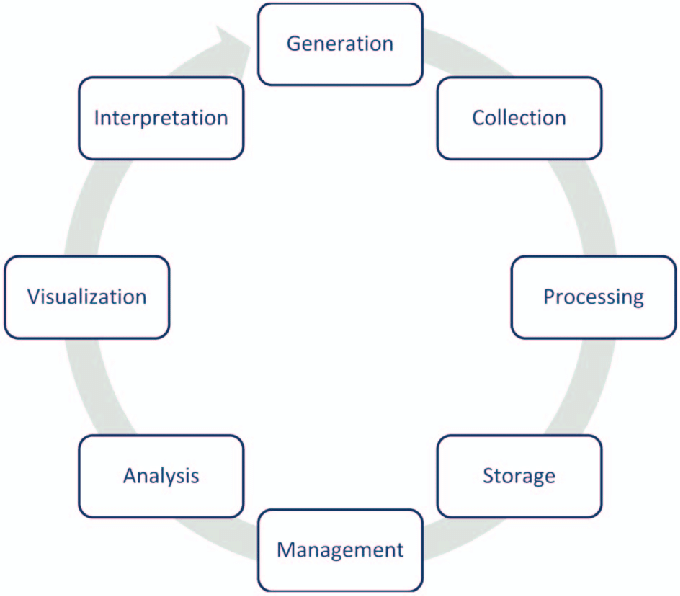 Generation
Collection
Processing
Storage
Management
Analysis
Visualization
Interpretation